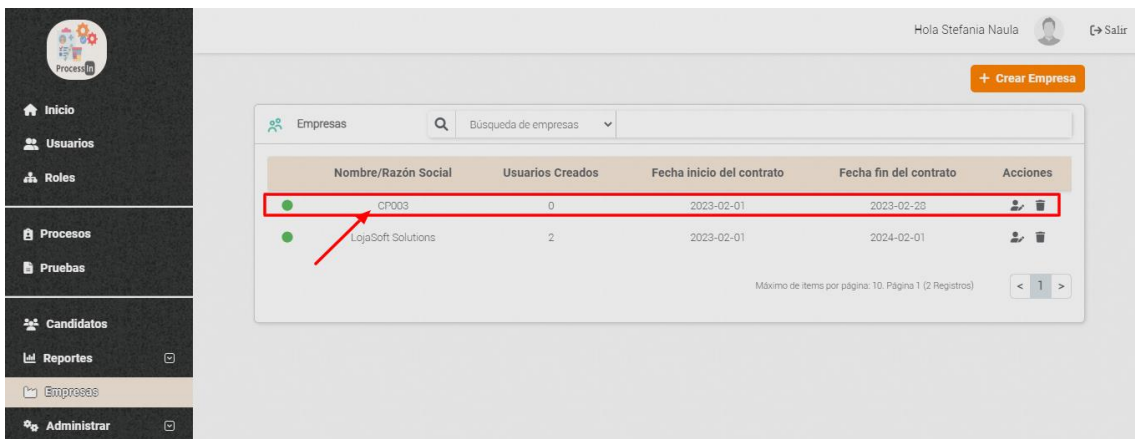 Hola Stefania Naula Salir
Process In
+ Crear Empresa
Inicio
Usuarios
Roles
Procesos
Pruebas
Candidatos
Reportes
Empresas
Administrar
Empresas Búsqueda de empresas
Nombre/Razón Social Usuarios Creados Fecha inicio del contrato Fecha fin del contrato Acciones
CP003 0 2023-02-01 2023-02-28
LojaSoft Solutions 2 2023-02-01 2024-02-01
Máximo de items por página: 10. Página 1 (2 Registros) < 1 >